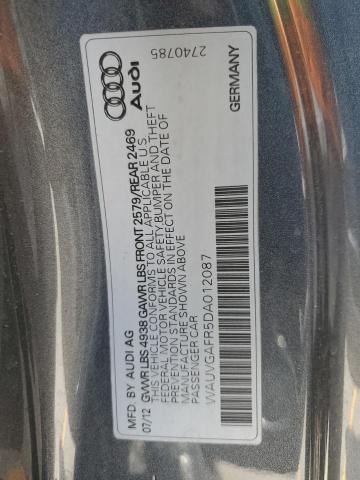 MFD. BY AUDI AG
07/12 GVWR LBS 4938 GAWR LBS FRONT 2579/REAR 2469
THIS VEHICLE CONFORMS TO ALL APPLICABLE U.S.
FEDERAL MOTOR VEHICLE SAFETY BUMPER AND THEFT
PREVENTION STANDARDS IN EFFECT ON THE DATE OF
MANUFACTURE SHOWN ABOVE
PASSENGER CAR
WAUVGAFR5DA012087
Audi
2740785
GERMANY